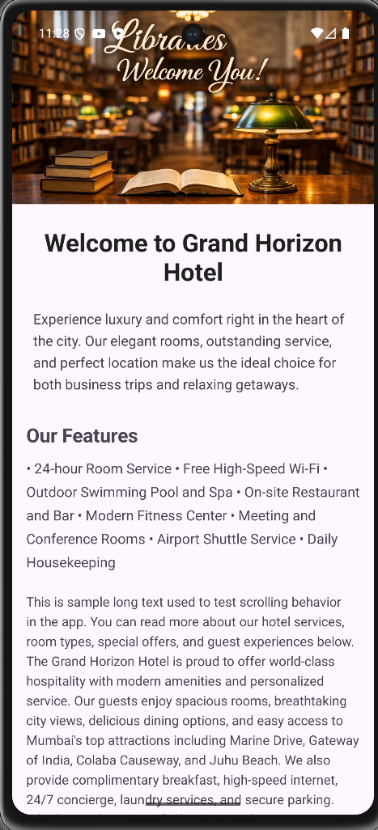 11:28
Libraries
Welcome You!
Welcome to Grand Horizon
Hotel
Experience luxury and comfort right in the heart of
the city. Our elegant rooms, outstanding service,
and perfect location make us the ideal choice for
both business trips and relaxing getaways.
Our Features
• 24-hour Room Service • Free High-Speed Wi-Fi •
Outdoor Swimming Pool and Spa • On-site Restaurant
and Bar • Modern Fitness Center • Meeting and
Conference Rooms • Airport Shuttle Service • Daily
Housekeeping
This is sample long text used to test scrolling behavior
in the app. You can read more about our hotel services,
room types, special offers, and guest experiences below.
The Grand Horizon Hotel is proud to offer world-class
hospitality with modern amenities and personalized
service. Our guests enjoy spacious rooms, breathtaking
city views, delicious dining options, and easy access to
Mumbai's top attractions including Marine Drive, Gateway
of India, Colaba Causeway, and Juhu Beach. We also
provide complimentary breakfast, high-speed internet,
24/7 concierge, laundry services, and secure parking.